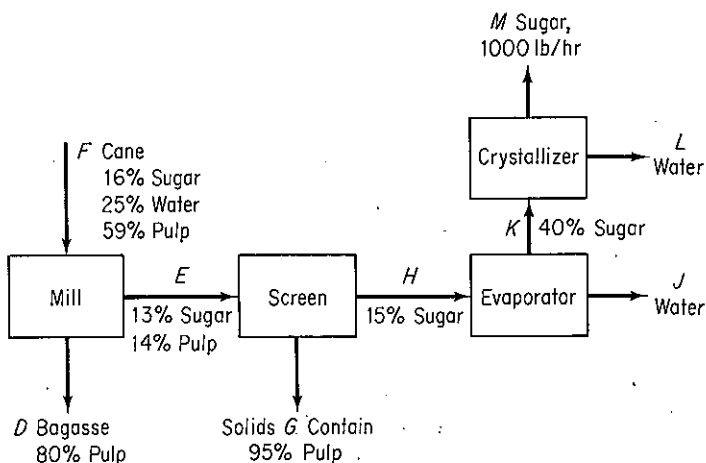 M Sugar,
1000 lb/hr
F Cane
16% Sugar
25% Water
59% Pulp
Crystallizer
L
Water
K
40% Sugar
Mill
E
13% Sugar
14% Pulp
Screen
H
15% Sugar
Evaporator
J
Water
D Bagasse
80% Pulp
Solids G Contain
95% Pulp